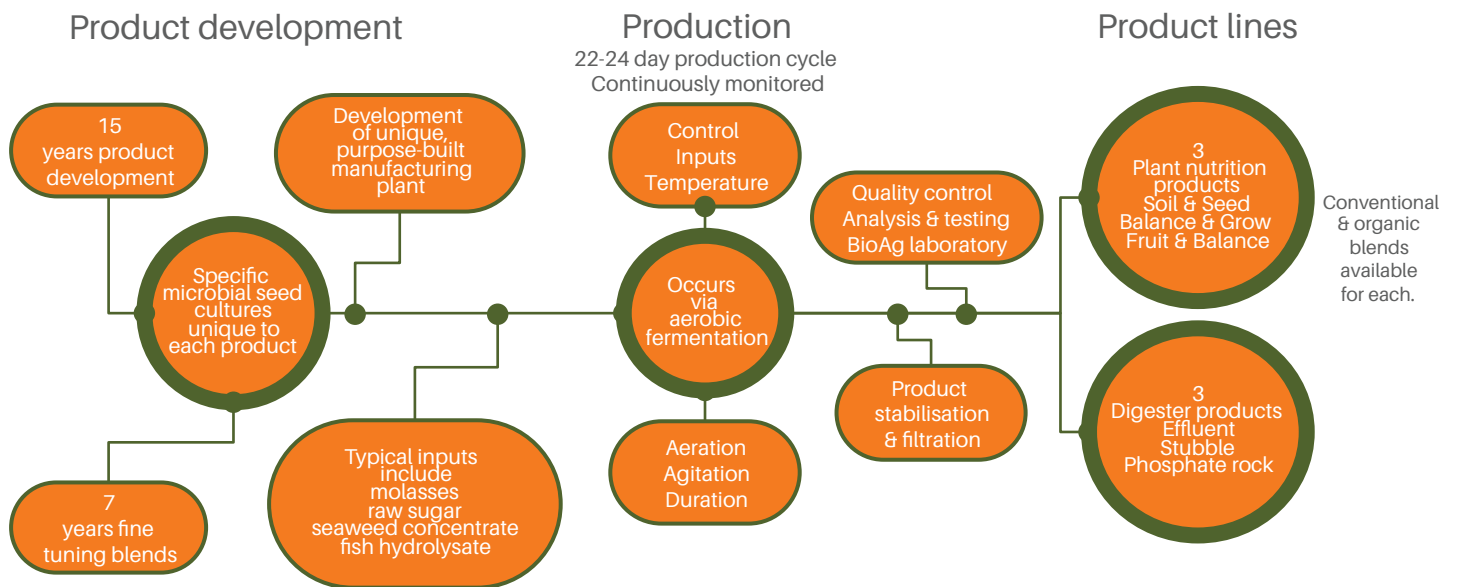 Product development
Production
22-24 day production cycle
Continuously monitored
Product lines
15
years product
development
Development
of unique,
purpose-built
manufacturing
plant
Specific
microbial seed
cultures
unique to
each product
7
years fine
tuning blends
Typical inputs
include
molasses
raw sugar
seaweed concentrate
fish hydrolysate
Control
Inputs
Temperature
Occurs
via
aerobic
fermentation
Aeration
Agitation
Duration
Quality control
Analysis & testing
BioAg laboratory
Product
stabilisation
& filtration
3
Plant nutrition
products
Soil & Seed
Balance & Grow
Fruit & Balance
3
Digester products
Effluent
Stubble
Phosphate rock
Conventional
& organic
blends
available
for each.